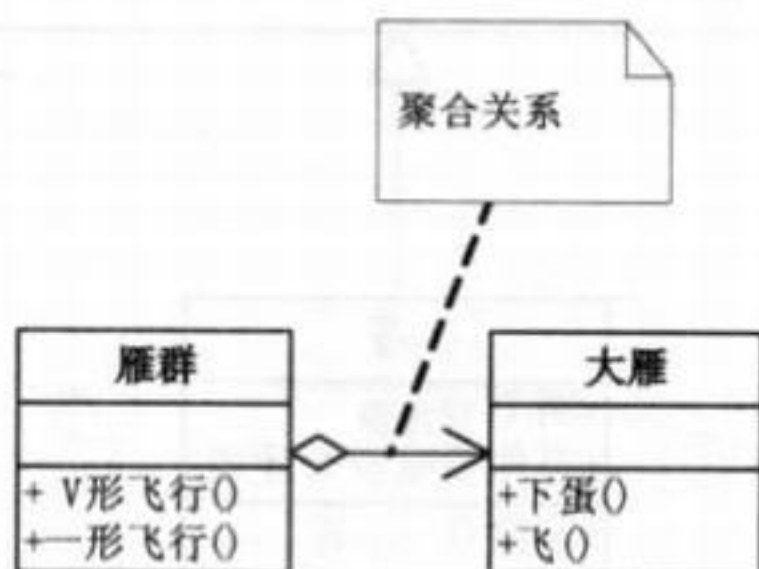 聚合关系
雁群
+ V形飞行()
+一形飞行()
大雁
+下蛋()
+飞()